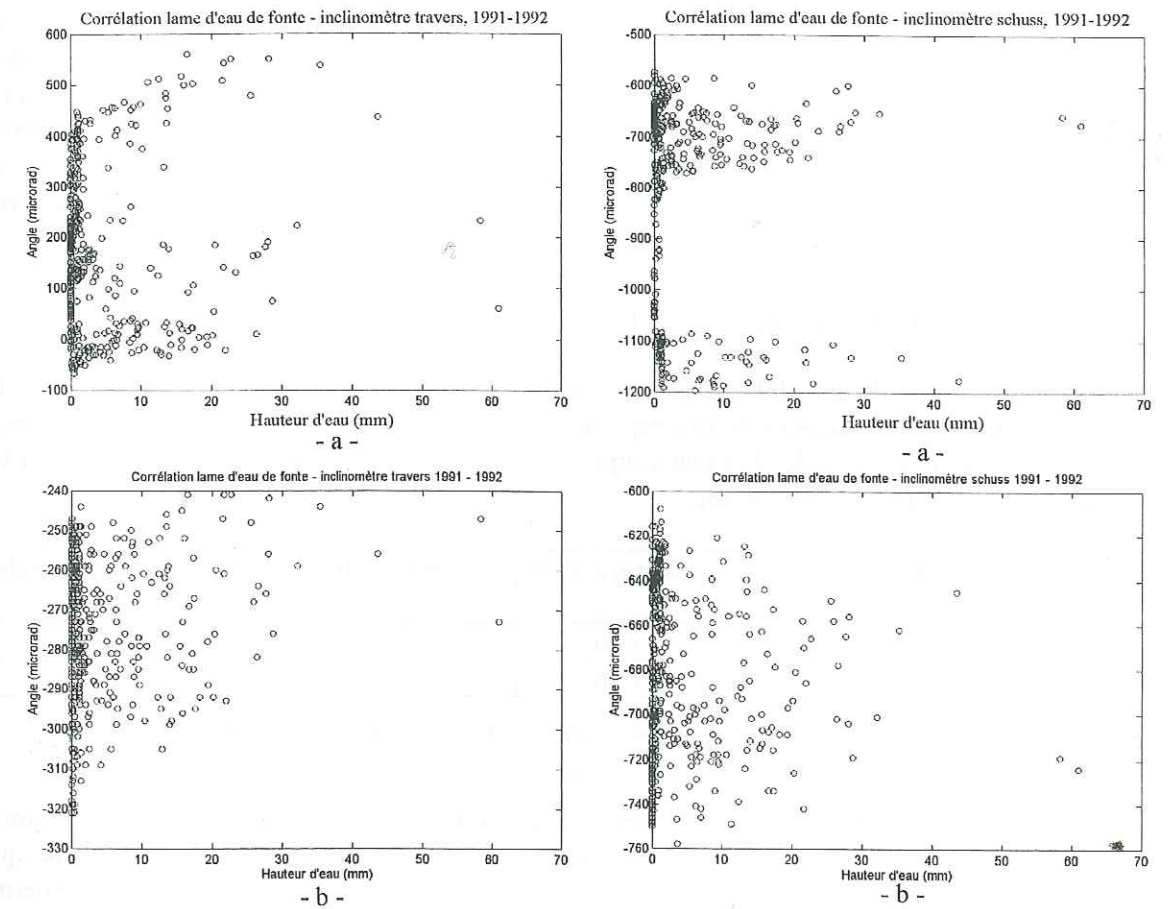 Corrélation lame d'eau de fonte - inclinomètre travers, 1991-1992
600
500
400
300
200
100
0
-100
Angle (microrad)
0 10 20 30 40 50 60 70
Hauteur d'eau (mm)
- a -
Corrélation lame d'eau de fonte - inclinomètre schuss, 1991-1992
-500
-600
-700
-800
-900
-1000
-1100
-1200
Angle (microrad)
0 10 20 30 40 50 60 70
Hauteur d'eau (mm)
- a -
Corrélation lame d'eau de fonte - inclinomètre travers 1991 - 1992
-240
-250
-260
-270
-280
-290
-300
-310
-320
-330
Angle (microrad)
0 10 20 30 40 50 60 70
Hauteur d'eau (mm)
- b -
Corrélation lame d'eau de fonte - inclinomètre schuss 1991 - 1992
-600
-620
-640
-660
-680
-700
-720
-740
-760
Angle (microrad)
0 10 20 30 40 50 60 70
Hauteur d'eau (mm)
- b -